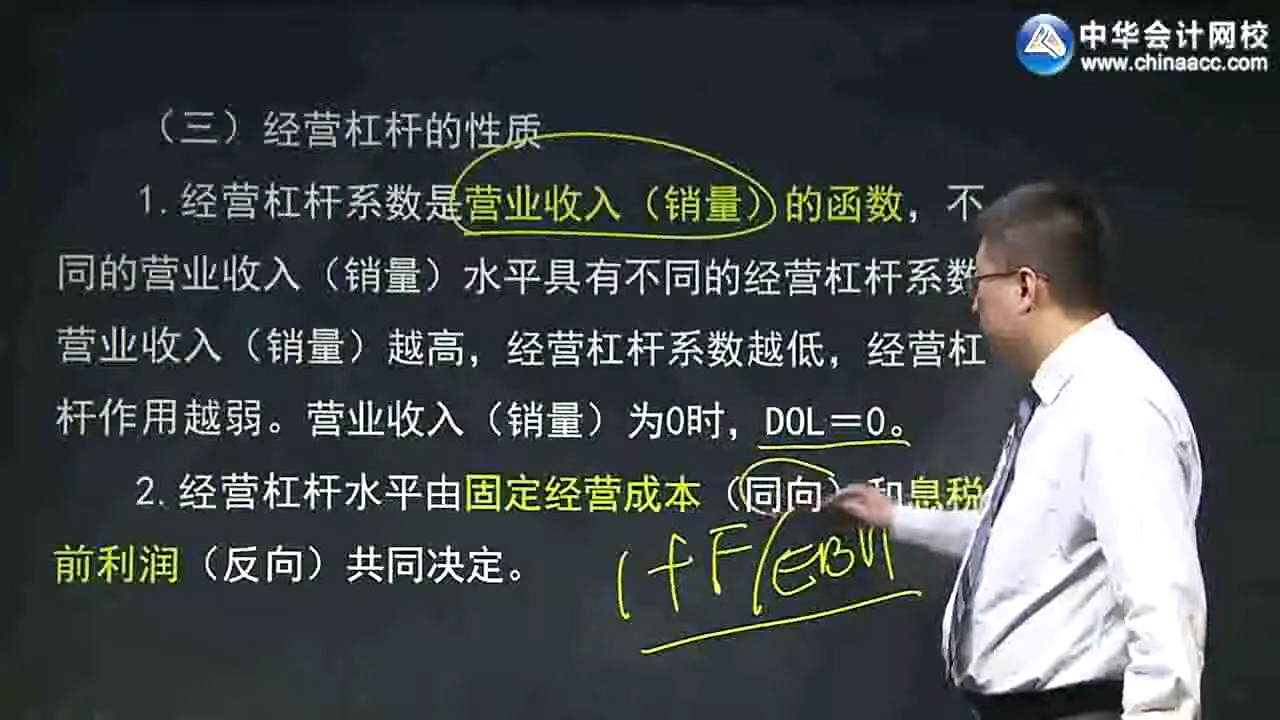 中华会计网校
www.chinaacc.com
（三）经营杠杆的性质
1.经营杠杆系数是营业收入（销量）的函数，不
同的营业收入（销量）水平具有不同的经营杠杆系数
营业收入（销量）越高，经营杠杆系数越低，经营杠
杆作用越弱。营业收入（销量）为0时，DOL＝0。
2.经营杠杆水平由固定经营成本（同向）和息税
前利润（反向）共同决定。
1+F/EBIT